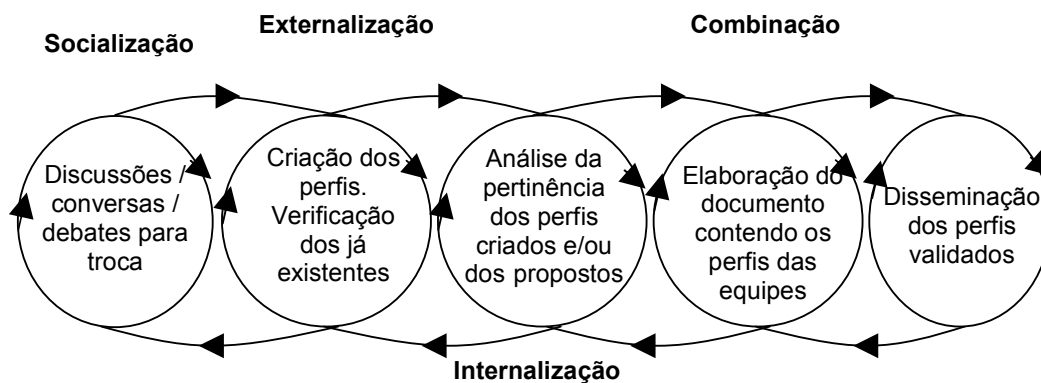 Socialização
Externalização
Combinação
Discussões /
conversas /
debates para
troca
Criação dos
perfis.
Verificação
dos já
existentes
Análise da
pertinência
dos perfis
criados e/ou
dos propostos
Elaboração do
documento
contendo os
perfis das
equipes
Disseminação
dos perfis
validados
Internalização